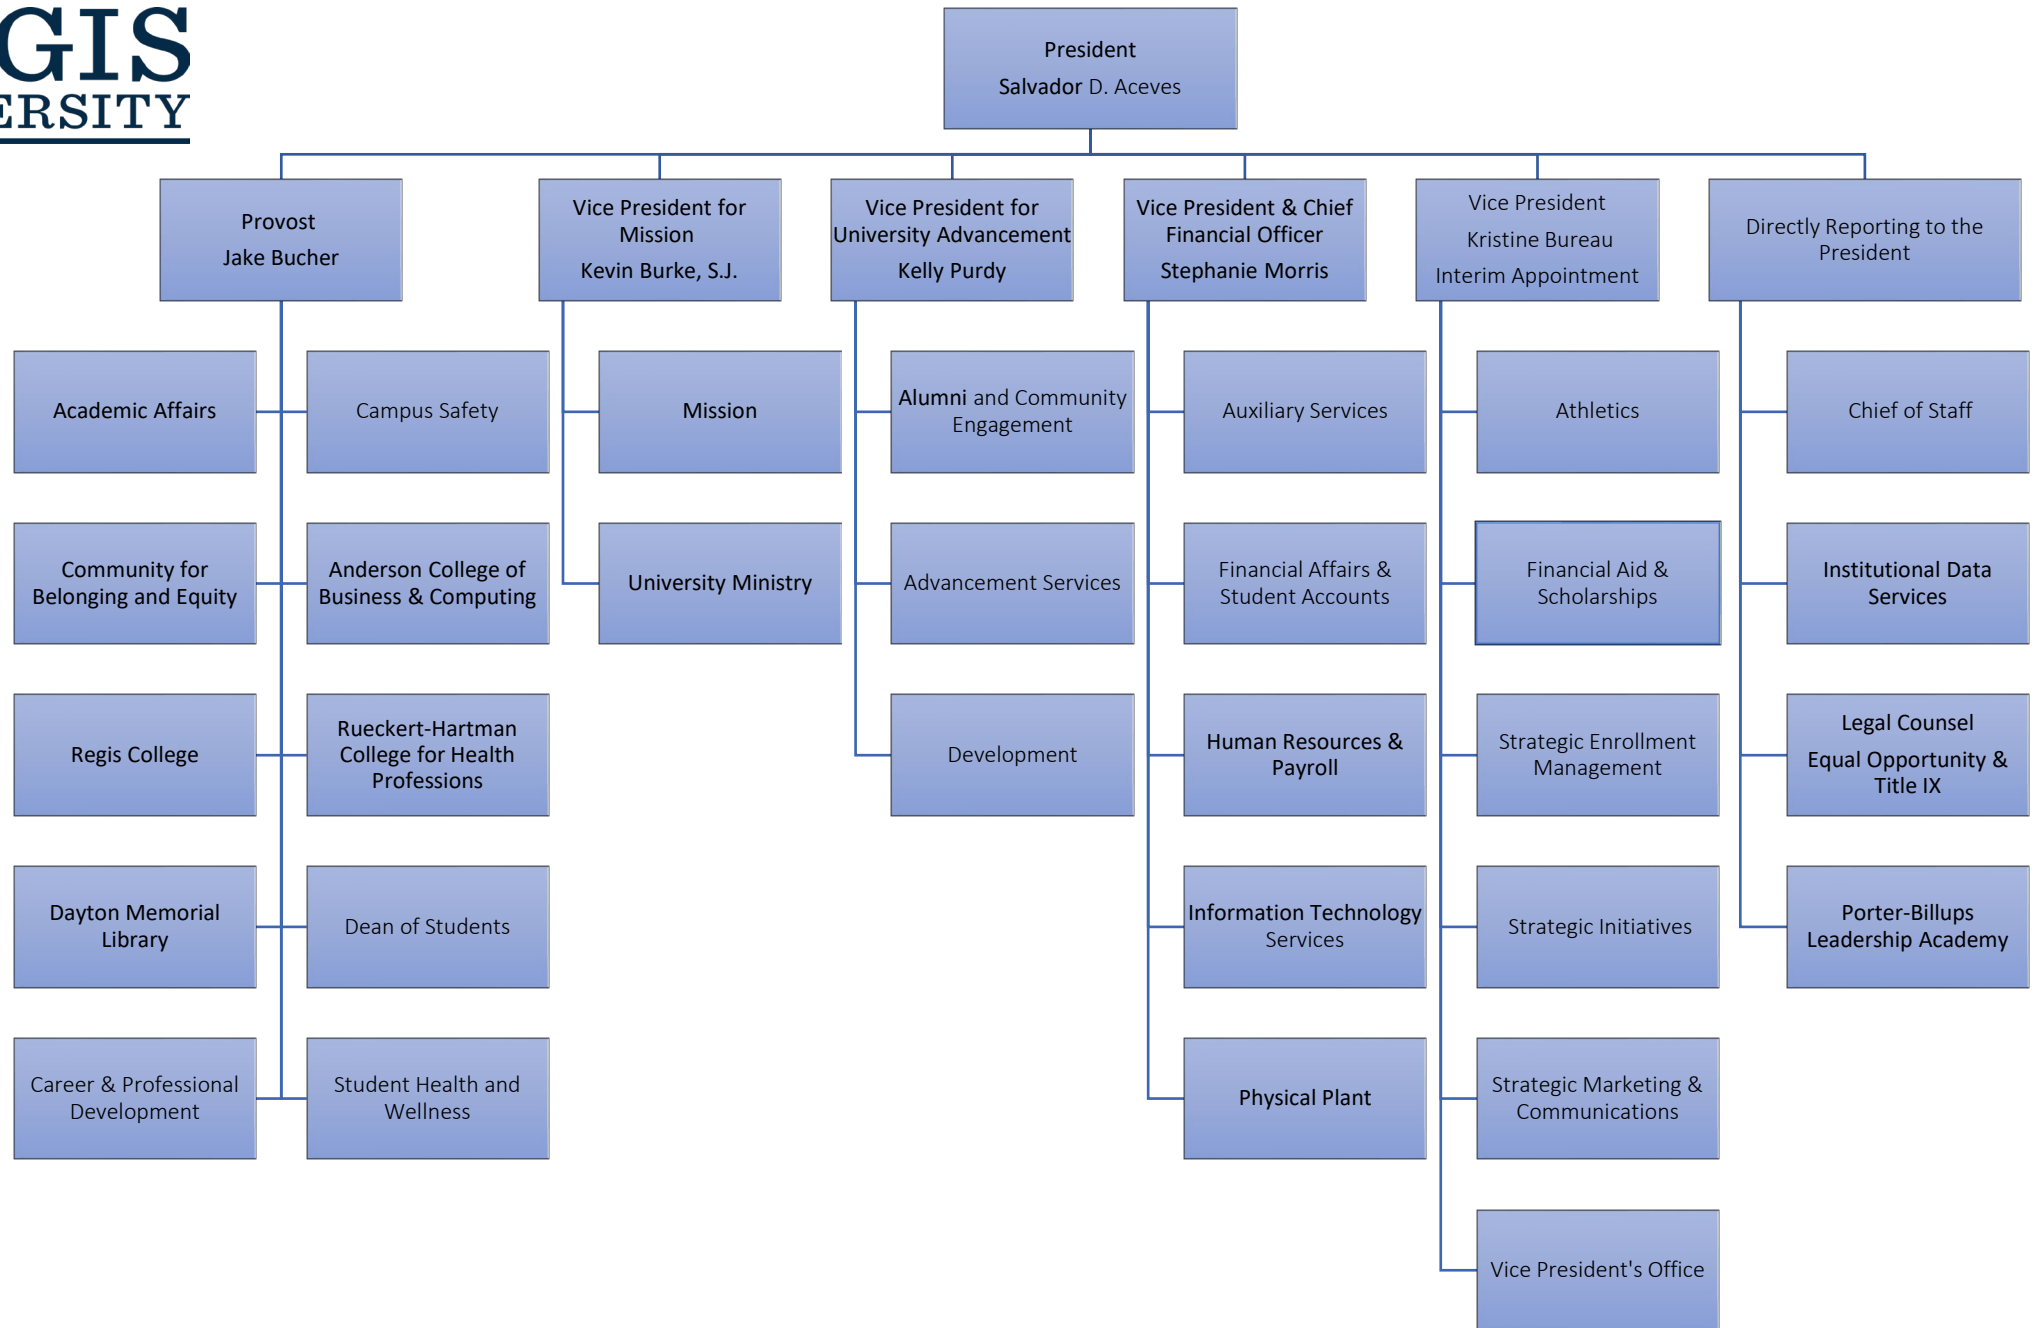 GIS
ERSITY
President
Salvador D. Aceves
Provost
Jake Bucher
Vice President for
Mission
Kevin Burke, S.J.
Vice President for
University Advancement
Kelly Purdy
Vice President & Chief
Financial Officer
Stephanie Morris
Vice President
Kristine Bureau
Interim Appointment
Directly Reporting to the
President
Academic Affairs
Campus Safety
Mission
Alumni and Community
Engagement
Auxiliary Services
Athletics
Chief of Staff
Community for
Belonging and Equity
Anderson College of
Business & Computing
University Ministry
Advancement Services
Financial Affairs &
Student Accounts
Financial Aid &
Scholarships
Institutional Data
Services
Regis College
Rueckert-Hartman
College for Health
Professions
Development
Human Resources &
Payroll
Strategic Enrollment
Management
Legal Counsel
Equal Opportunity &
Title IX
Dayton Memorial
Library
Dean of Students
Information Technology
Services
Strategic Initiatives
Porter-Billups
Leadership Academy
Career & Professional
Development
Student Health and
Wellness
Physical Plant
Strategic Marketing &
Communications
Vice President's Office